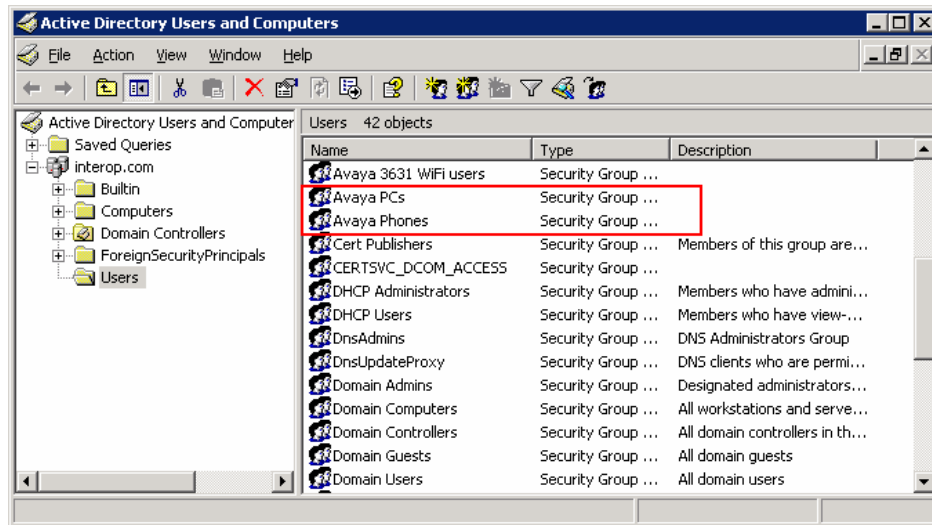 Active Directory Users and Computers
File Action View Window Help
Active Directory Users and Computer
Saved Queries
interop.com
Builtin
Computers
Domain Controllers
ForeignSecurityPrincipals
Users
Users 42 objects
Name Type Description
Avaya 3631 WiFi users Security Group ...
Avaya PCs Security Group ...
Avaya Phones Security Group ...
Cert Publishers Security Group ... Members of this group are...
CERTSVC_DCOM_ACCESS Security Group ...
DHCP Administrators Security Group ... Members who have admini...
DHCP Users Security Group ... Members who have view-...
DnsAdmins Security Group ... DNS Administrators Group
DnsUpdateProxy Security Group ... DNS clients who are permi...
Domain Admins Security Group ... Designated administrators...
Domain Computers Security Group ... All workstations and serve...
Domain Controllers Security Group ... All domain controllers in th...
Domain Guests Security Group ... All domain guests
Domain Users Security Group ... All domain users